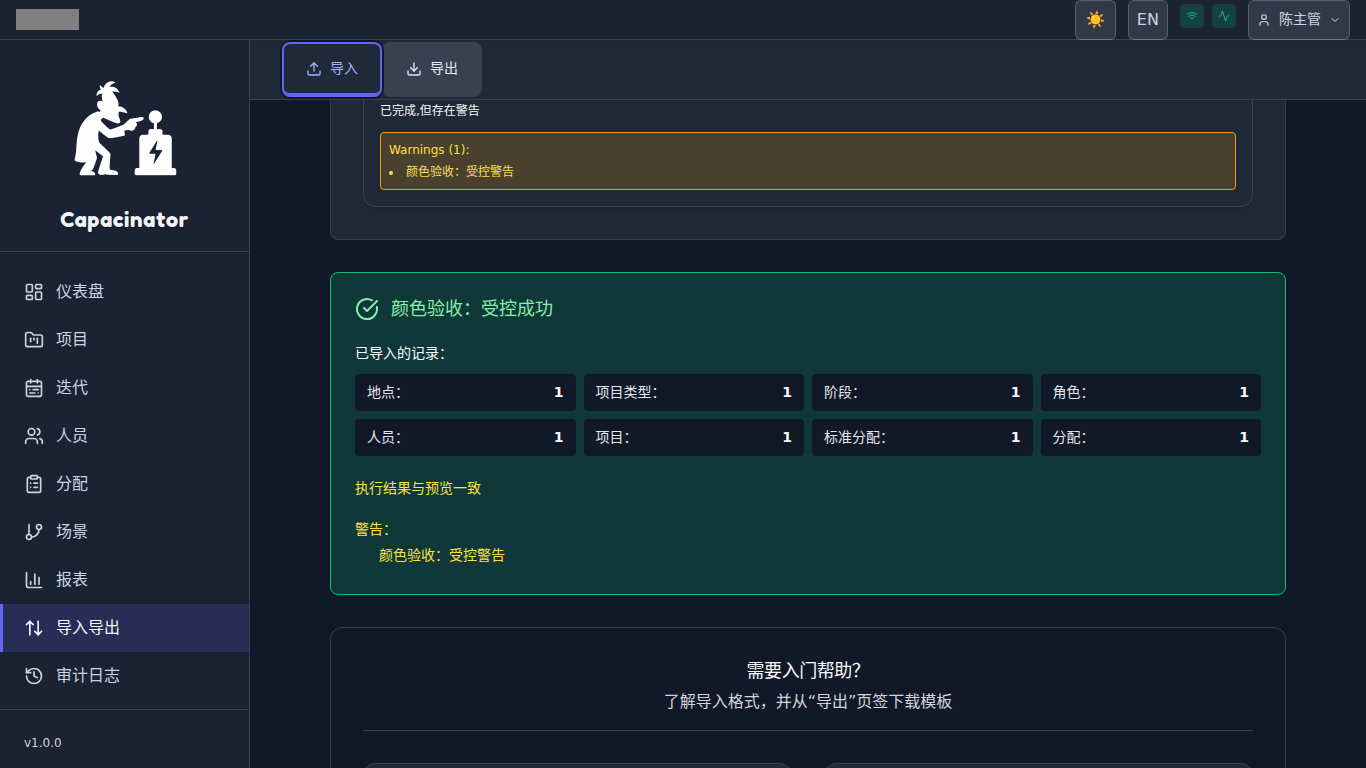 EN
陈主管
导入
导出
Capacinator
仪表盘
项目
迭代
人员
分配
场景
报表
导入导出
审计日志
v1.0.0
已完成,但存在警告
Warnings (1):
颜色验收：受控警告
颜色验收：受控成功
已导入的记录：
地点： 1
项目类型： 1
阶段： 1
角色： 1
人员： 1
项目： 1
标准分配： 1
分配： 1
执行结果与预览一致
警告：
颜色验收：受控警告
需要入门帮助？
了解导入格式，并从“导出”页签下载模板